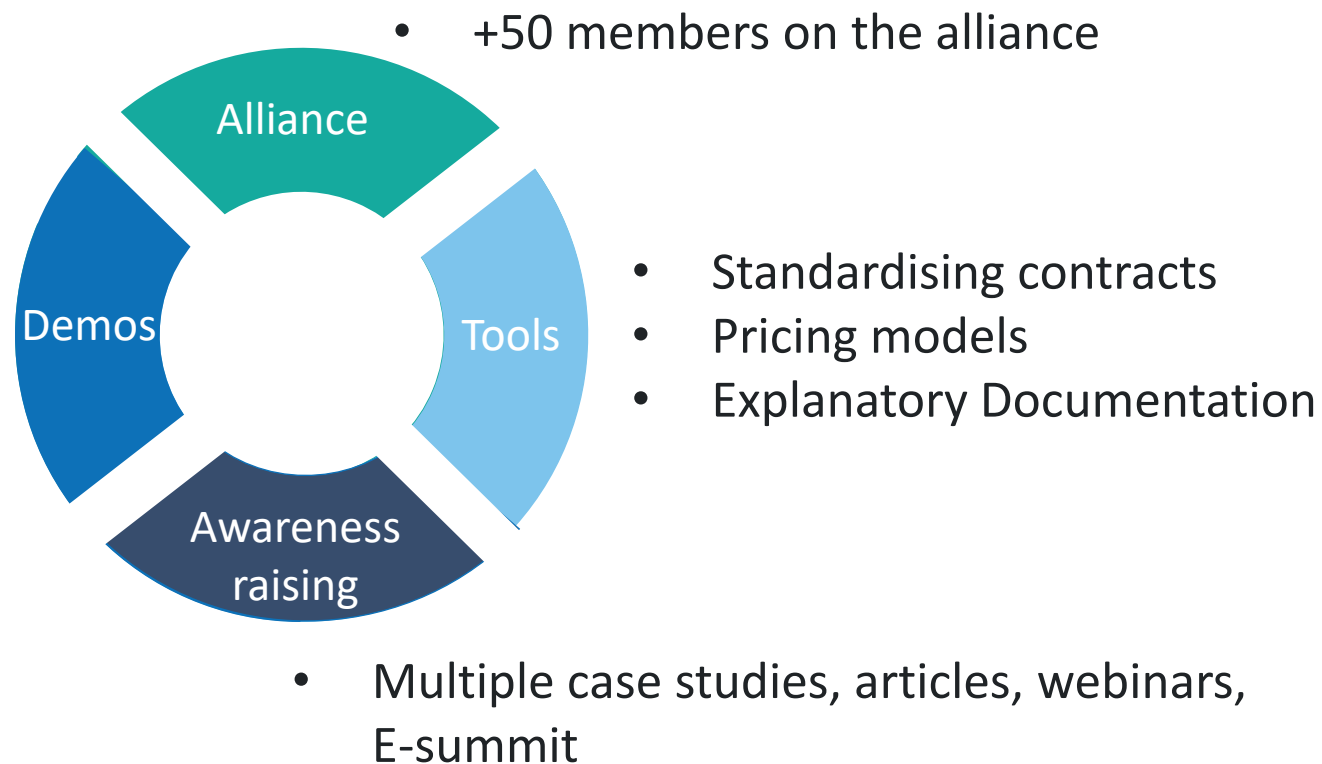 • +50 members on the alliance
Alliance
Demos
Tools
• Standardising contracts
• Pricing models
• Explanatory Documentation
Awareness
raising
• Multiple case studies, articles, webinars,
E-summit